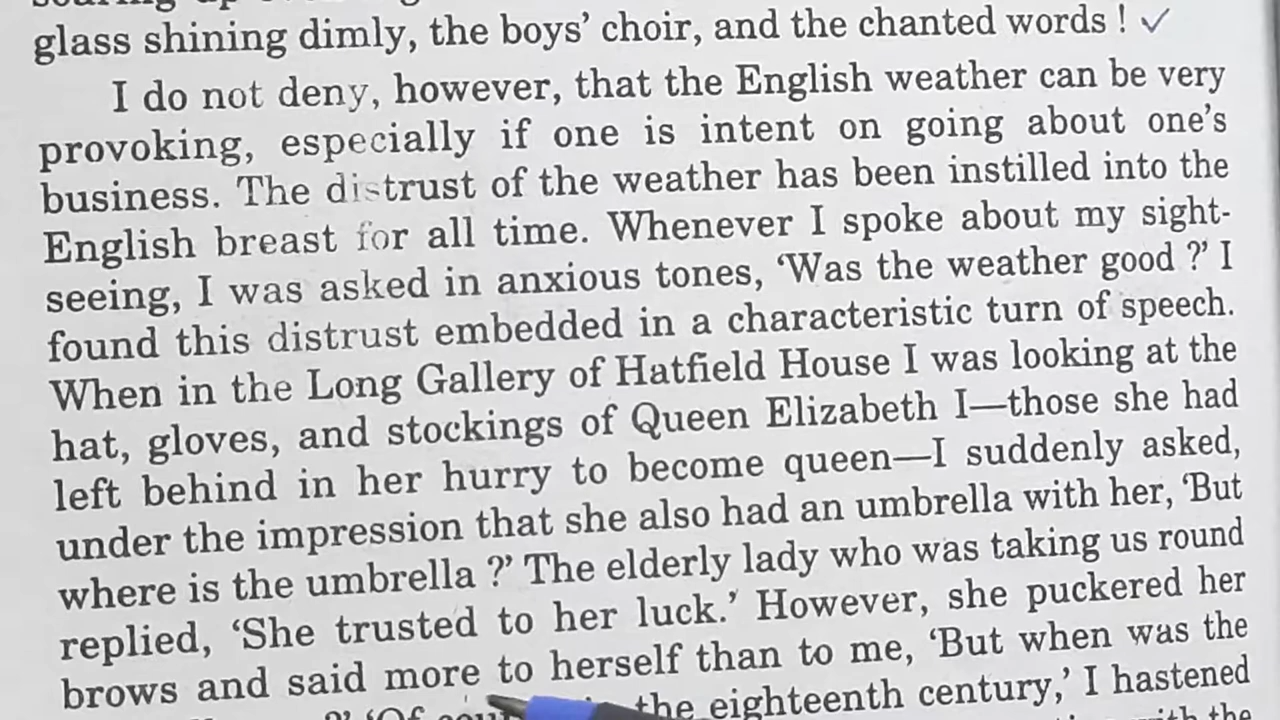 glass shining dimly, the boys’ choir, and the chanted words !
I do not deny, however, that the English weather can be very
provoking, especially if one is intent on going about one’s
business. The distrust of the weather has been instilled into the
English breast for all time. Whenever I spoke about my sight-
seeing, I was asked in anxious tones, ‘Was the weather good ?’ I
found this distrust embedded in a characteristic turn of speech.
When in the Long Gallery of Hatfield House I was looking at the
hat, gloves, and stockings of Queen Elizabeth I—those she had
left behind in her hurry to become queen—I suddenly asked,
under the impression that she also had an umbrella with her, ‘But
where is the umbrella ?’ The elderly lady who was taking us round
replied, ‘She trusted to her luck.’ However, she puckered her
brows and said more to herself than to me, ‘But when was the
?’ ‘Of the eighteenth century,’ I hastened
with the